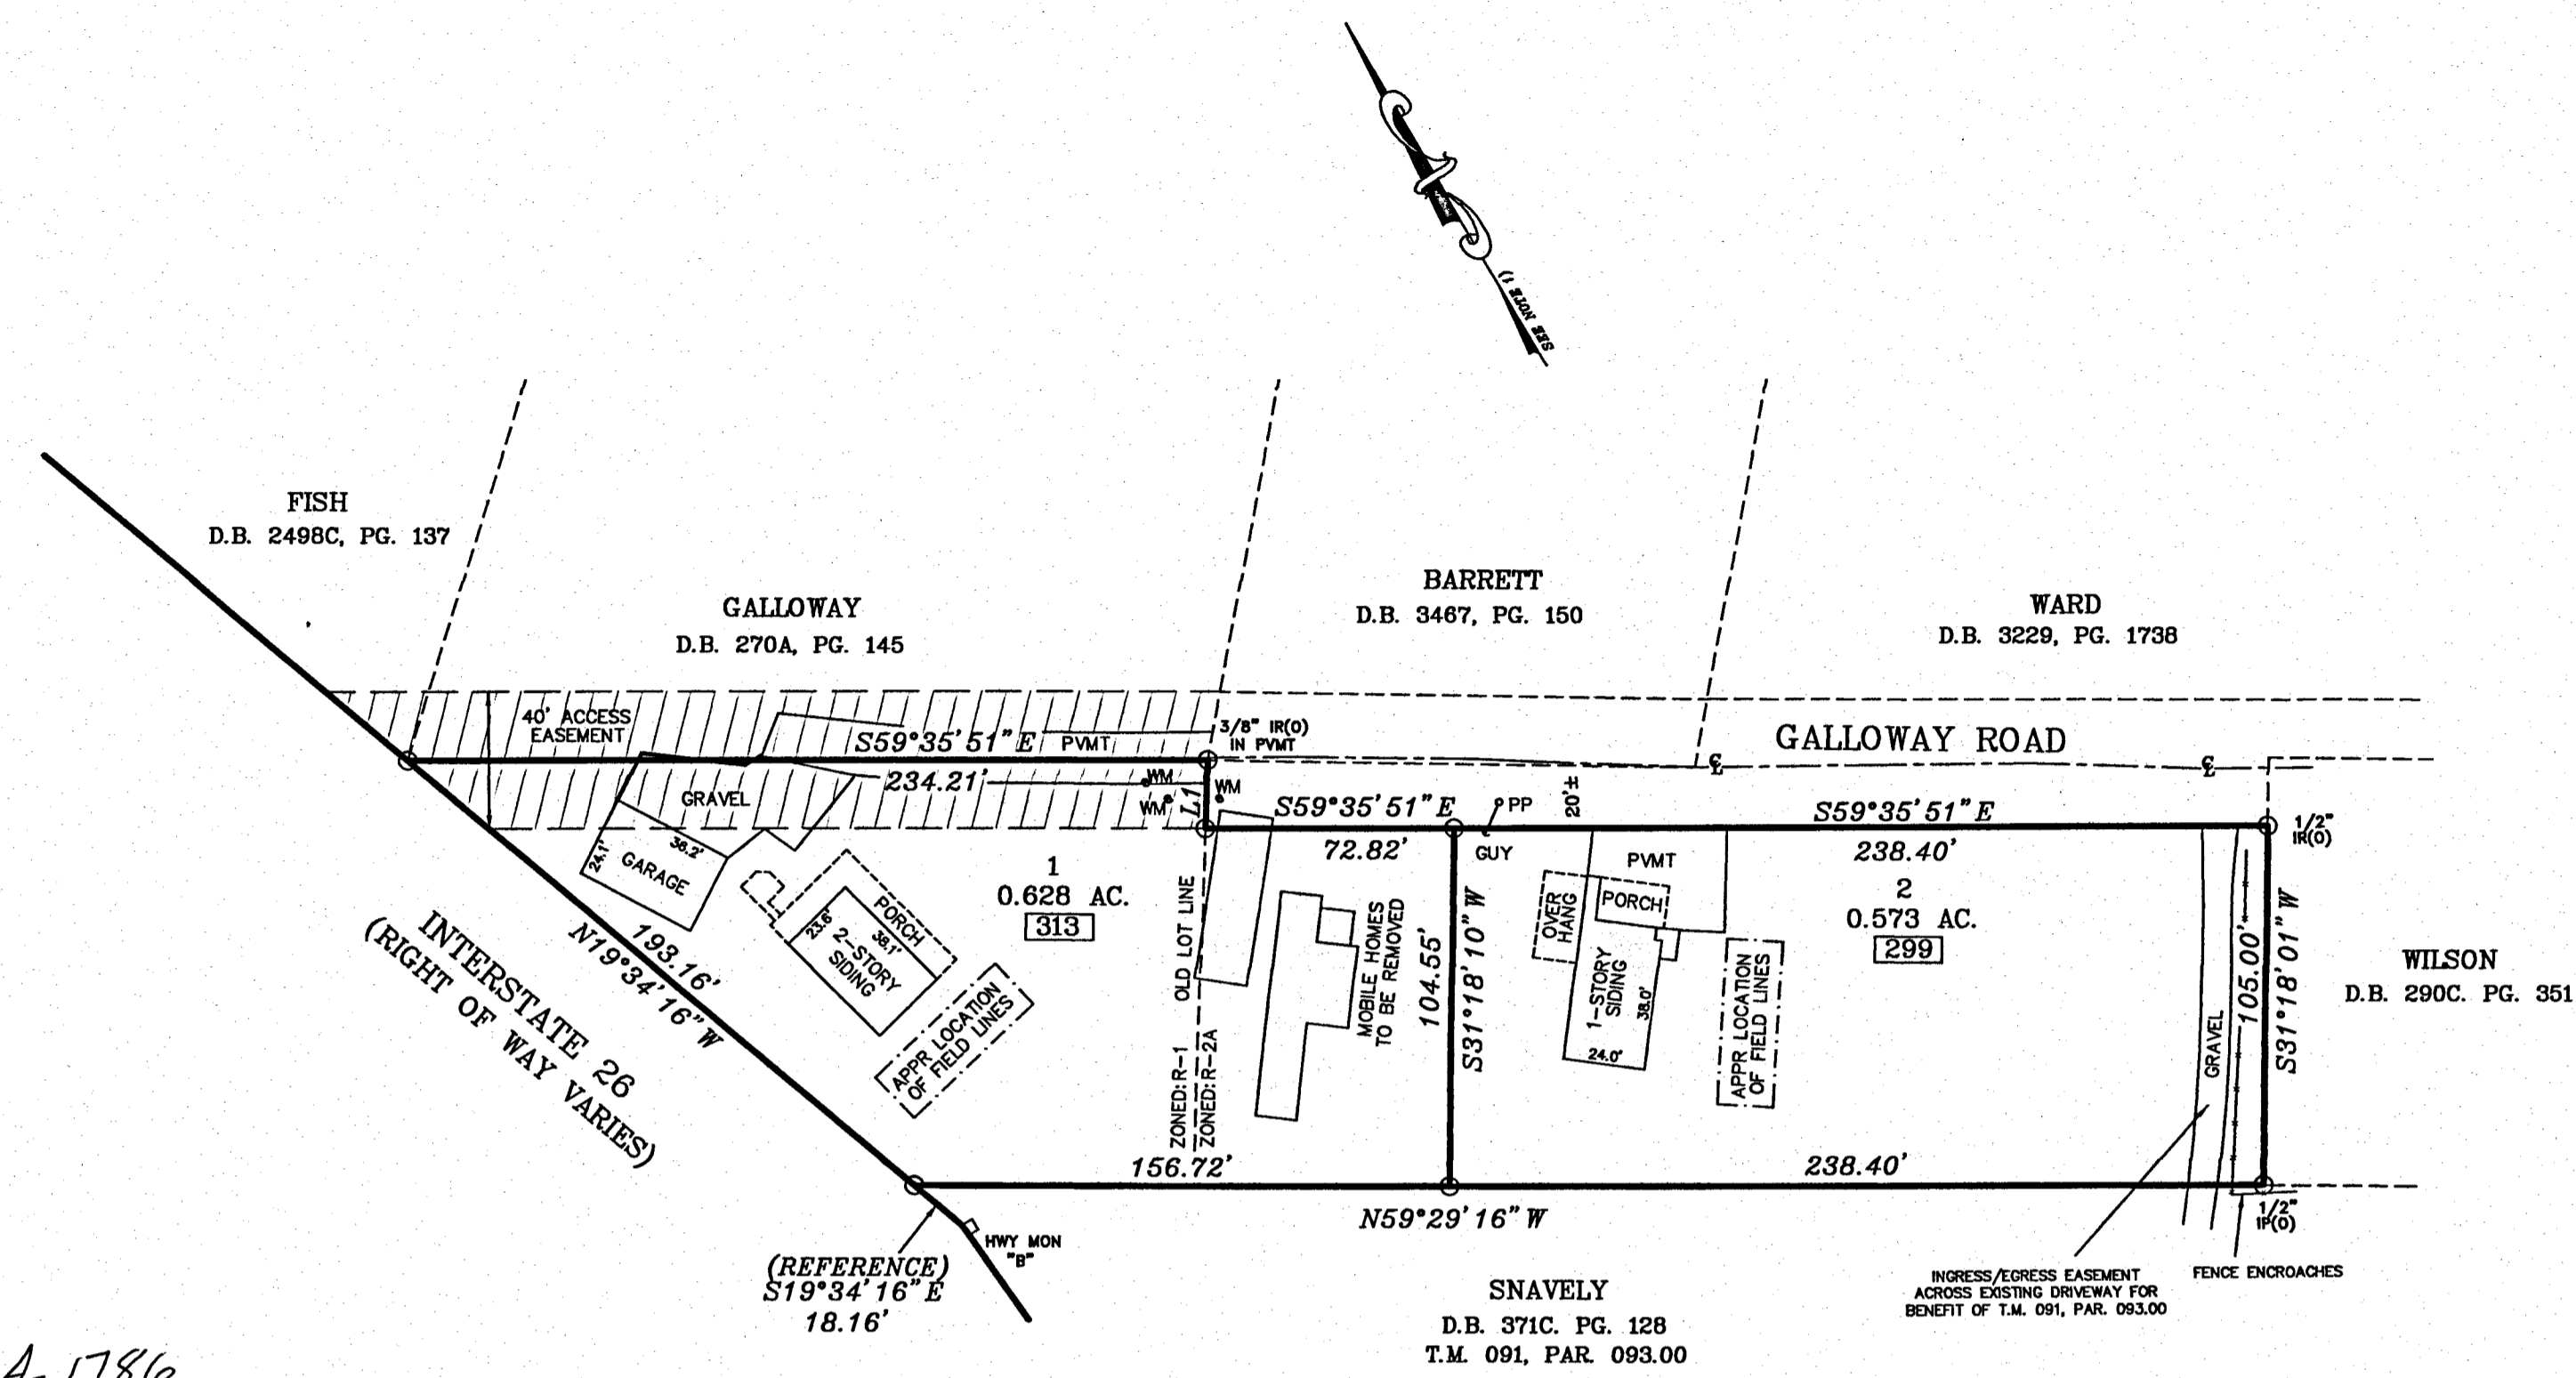 SEE NOTE 1)
FISH
D.B. 2498C, PG. 137
GALLOWAY
D.B. 270A, PG. 145
BARRETT
D.B. 3467, PG. 150
WARD
D.B. 3229, PG. 1738
40' ACCESS
EASEMENT
S59°35'51"E
PVMT
3/8" IR(O)
IN PVMT
GALLOWAY ROAD
℄
℄
234.21'
WM
WM
WM
L1
GRAVEL
S59°35'51"E
72.82'
PP
GUY
20'±
S59°35'51"E
238.40'
1/2"
IR(O)
36.2'
24.1'
GARAGE
PORCH
38.1'
23.6'
2-STORY
SIDING
1
0.628 AC.
313
APPR LOCATION
OF FIELD LINES
OLD LOT LINE
ZONED:R-1
ZONED:R-2A
MOBILE HOMES
TO BE REMOVED
104.55'
S31°18'10"W
OVER
HANG
PORCH
PVMT
1-STORY
SIDING
38.0'
24.0'
APPR LOCATION
OF FIELD LINES
2
0.573 AC.
299
GRAVEL
105.00'
S31°18'01"W
WILSON
D.B. 290C. PG. 351
INTERSTATE 26
(RIGHT OF WAY VARIES)
193.16'
N19°34'16"W
156.72'
238.40'
N59°29'16"W
1/2"
IP(O)
HWY MON
"B"
(REFERENCE)
S19°34'16"E
18.16'
SNAVELY
D.B. 371C. PG. 128
T.M. 091, PAR. 093.00
INGRESS/EGRESS EASEMENT
ACROSS EXISTING DRIVEWAY FOR
BENEFIT OF T.M. 091, PAR. 093.00
FENCE ENCROACHES
A-1786